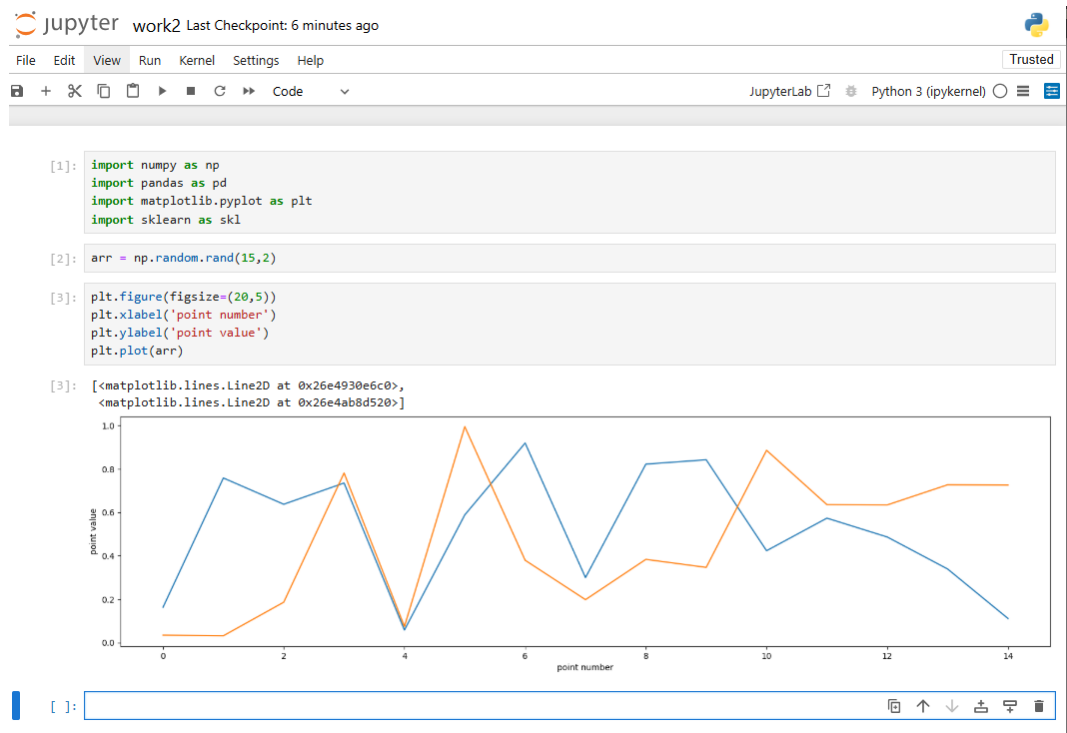 jupyter work2 Last Checkpoint: 6 minutes ago
File Edit View Run Kernel Settings Help Trusted
Code JupyterLab Python 3 (ipykernel)
[1]: import numpy as np
import pandas as pd
import matplotlib.pyplot as plt
import sklearn as skl
[2]: arr = np.random.rand(15,2)
[3]: plt.figure(figsize=(20,5))
plt.xlabel('point number')
plt.ylabel('point value')
plt.plot(arr)
[3]: [<matplotlib.lines.Line2D at 0x26e4930e6c0>,
<matplotlib.lines.Line2D at 0x26e4ab8d520>]
1.0
0.8
0.6
0.4
0.2
0.0
point value
0 2 4 6 8 10 12 14
point number
[ ]: